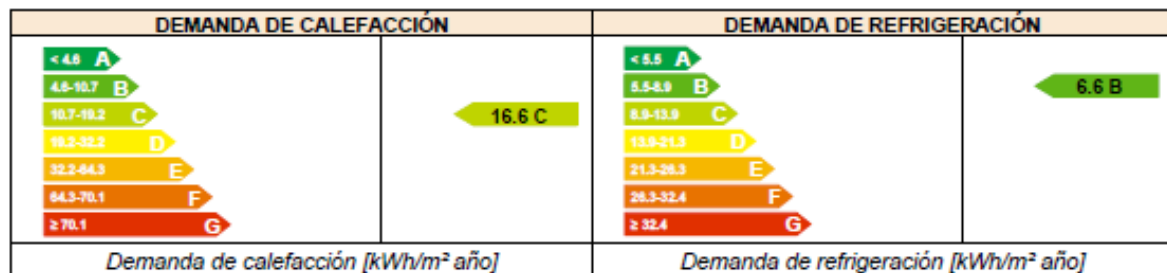 DEMANDA DE CALEFACCIÓN
< 4.6 A
4.6-10.7 B
10.7-19.2 C
19.2-32.2 D
32.2-64.3 E
64.3-70.1 F
≥ 70.1 G
16.6 C
Demanda de calefacción [kWh/m² año]
DEMANDA DE REFRIGERACIÓN
< 5.5 A
5.5-8.9 B
8.9-13.9 C
13.9-21.3 D
21.3-26.3 E
26.3-32.4 F
≥ 32.4 G
6.6 B
Demanda de refrigeración [kWh/m² año]